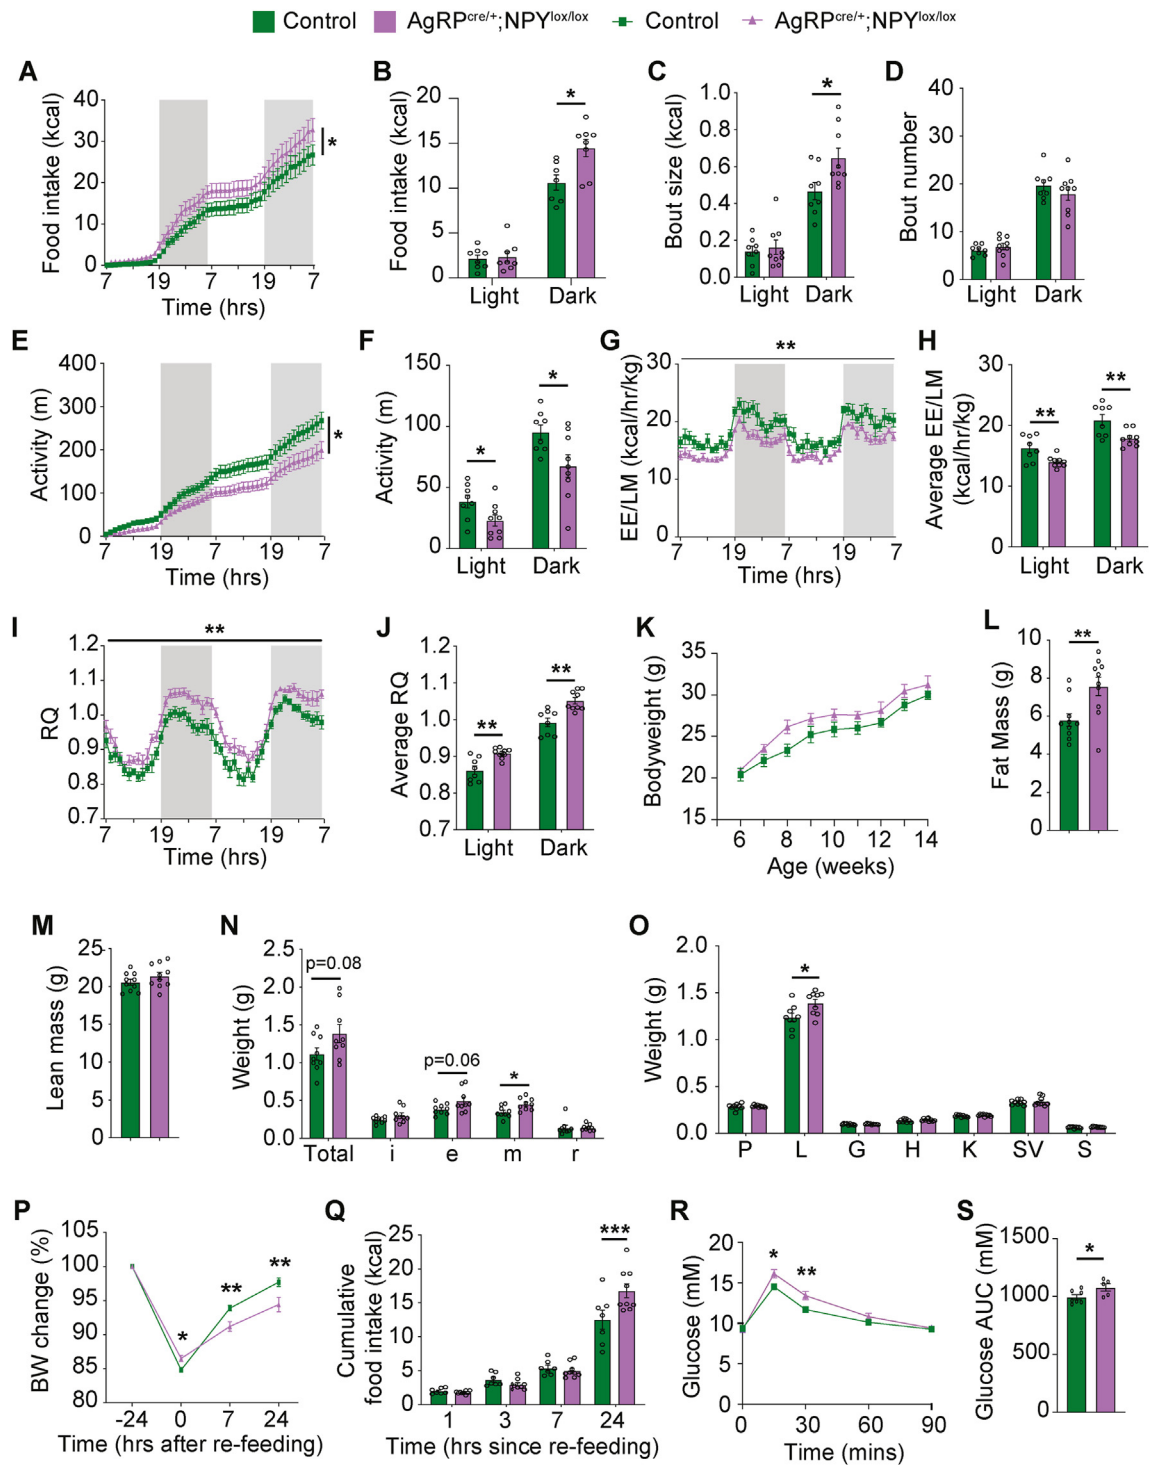 Control AgRPcre/+;NPYlox/lox Control AgRPcre/+;NPYlox/lox
A
Food intake (kcal)
40
30
20
10
0
*
7 19 7 19 7
Time (hrs)
B
Food intake (kcal)
20
15
10
5
0
*
Light Dark
C
Bout size (kcal)
1.0
0.8
0.6
0.4
0.2
0.0
*
Light Dark
D
Bout number
40
30
20
10
0
Light Dark
E
Activity (m)
400
300
200
100
0
*
7 19 7 19 7
Time (hrs)
F
Activity (m)
150
100
50
0
* *
Light Dark
G
EE/LM (kcal/hr/kg)
30
20
10
0
**
7 19 7 19 7
Time (hrs)
H
Average EE/LM
(kcal/hr/kg)
30
20
10
0
** **
Light Dark
I
RQ
1.2
1.1
1.0
0.9
0.8
0.7
**
7 19 7 19 7
Time (hrs)
J
Average RQ
1.2
1.1
1.0
0.9
0.8
0.7
** **
Light Dark
K
Bodyweight (g)
35
30
25
20
15
6 8 10 12 14
Age (weeks)
L
Fat Mass (g)
10
8
6
4
2
0
**
M
Lean mass (g)
25
20
15
10
5
0
N
Weight (g)
2.5
2.0
1.5
1.0
0.5
0.0
p=0.08
p=0.06
*
Total i e m r
O
Weight (g)
2.0
1.5
1.0
0.5
0.0
*
P L G H K SV S
P
BW change (%)
105
100
95
90
85
80
* ** **
-24 0 7 24
Time (hrs after re-feeding)
Q
Cumulative
food intake (kcal)
25
20
15
10
5
0
***
1 3 7 24
Time (hrs since re-feeding)
R
Glucose (mM)
20
15
10
5
0
* **
0 30 60 90
Time (mins)
S
Glucose AUC (mM)
1500
1000
500
0
*